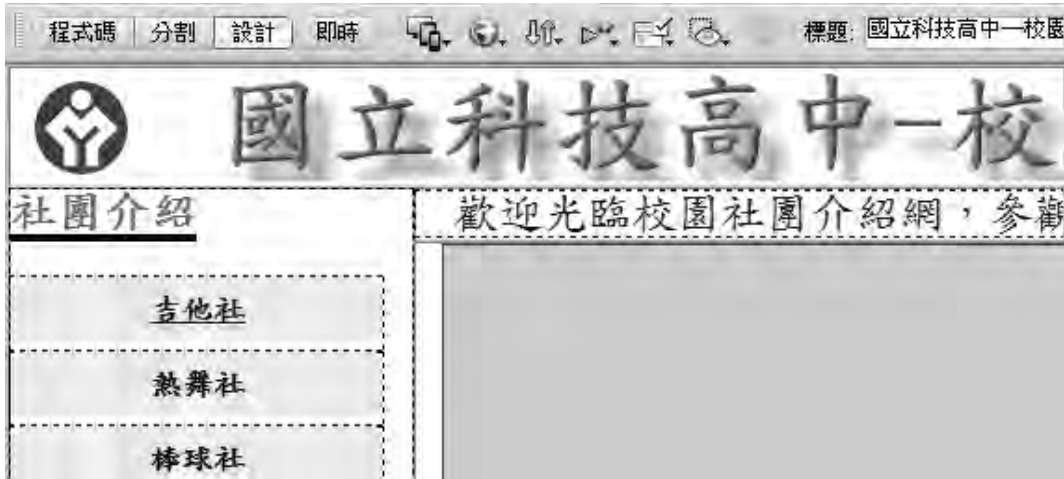 程式碼 分割 設計 即時 標題: 國立科技高中—校園
國立科技高中-校
社團介紹
歡迎光臨校園社團介紹網，參觀
吉他社
熱舞社
棒球社